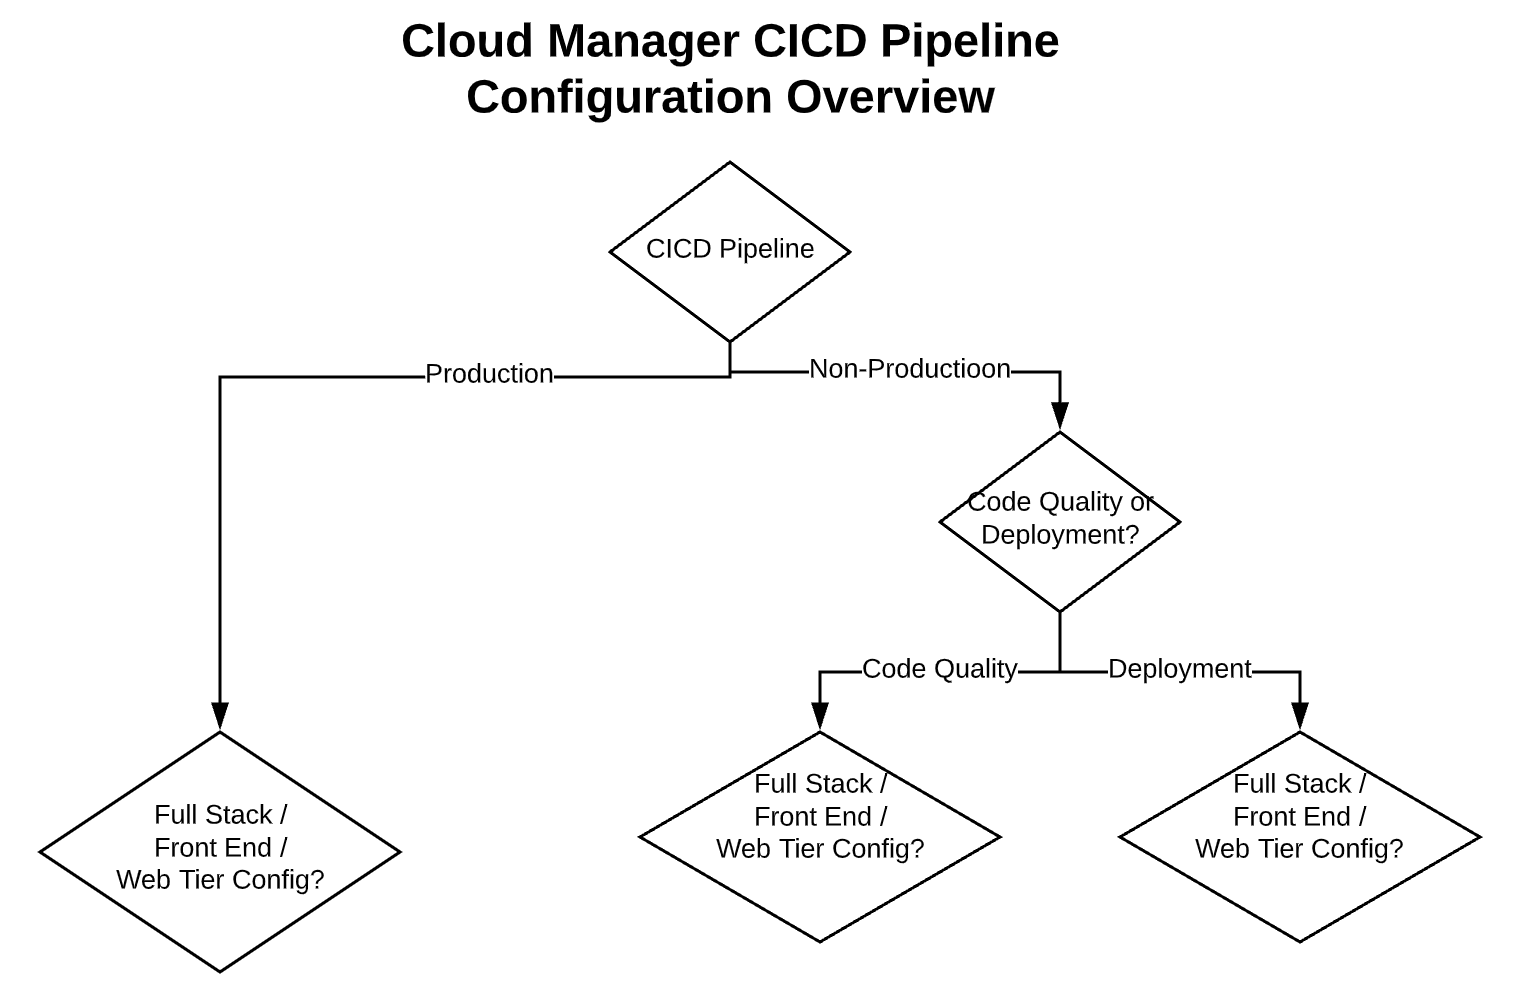 Cloud Manager CICD Pipeline
Configuration Overview
CICD Pipeline
Production
Non-Productioon
Code Quality or
Deployment?
Code Quality
Deployment
Full Stack /
Front End /
Web Tier Config?
Full Stack /
Front End /
Web Tier Config?
Full Stack /
Front End /
Web Tier Config?